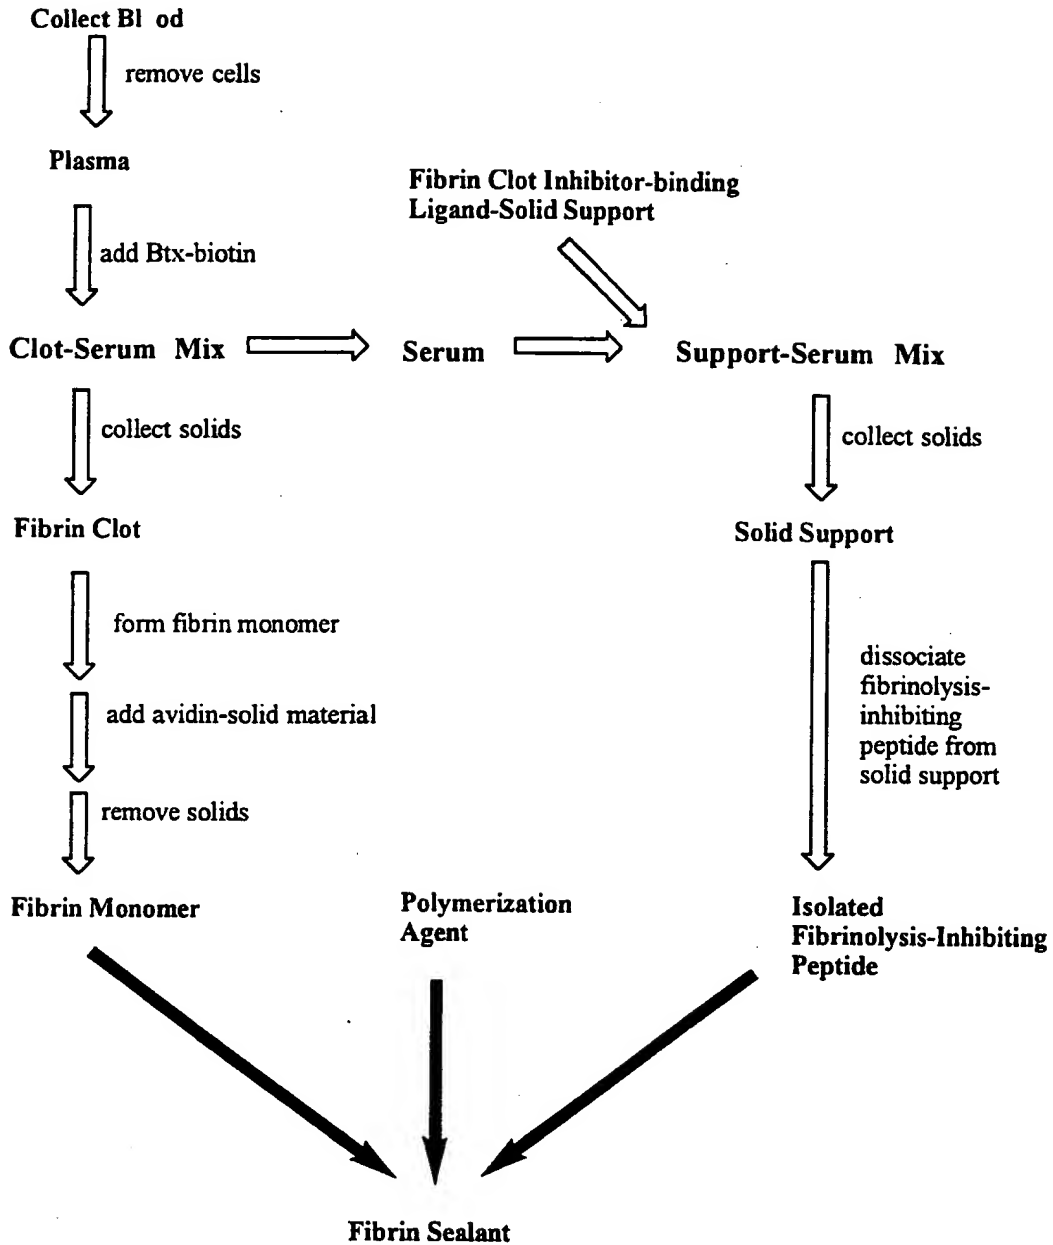 Collect Bl od
remove cells
Plasma
Fibrin Clot Inhibitor-binding
Ligand-Solid Support
add Btx-biotin
Clot-Serum Mix
Serum
Support-Serum Mix
collect solids
collect solids
Fibrin Clot
Solid Support
form fibrin monomer
dissociate
fibrinolysis-
inhibiting
peptide from
solid support
add avidin-solid material
remove solids
Fibrin Monomer
Polymerization
Agent
Isolated
Fibrinolysis-Inhibiting
Peptide
Fibrin Sealant